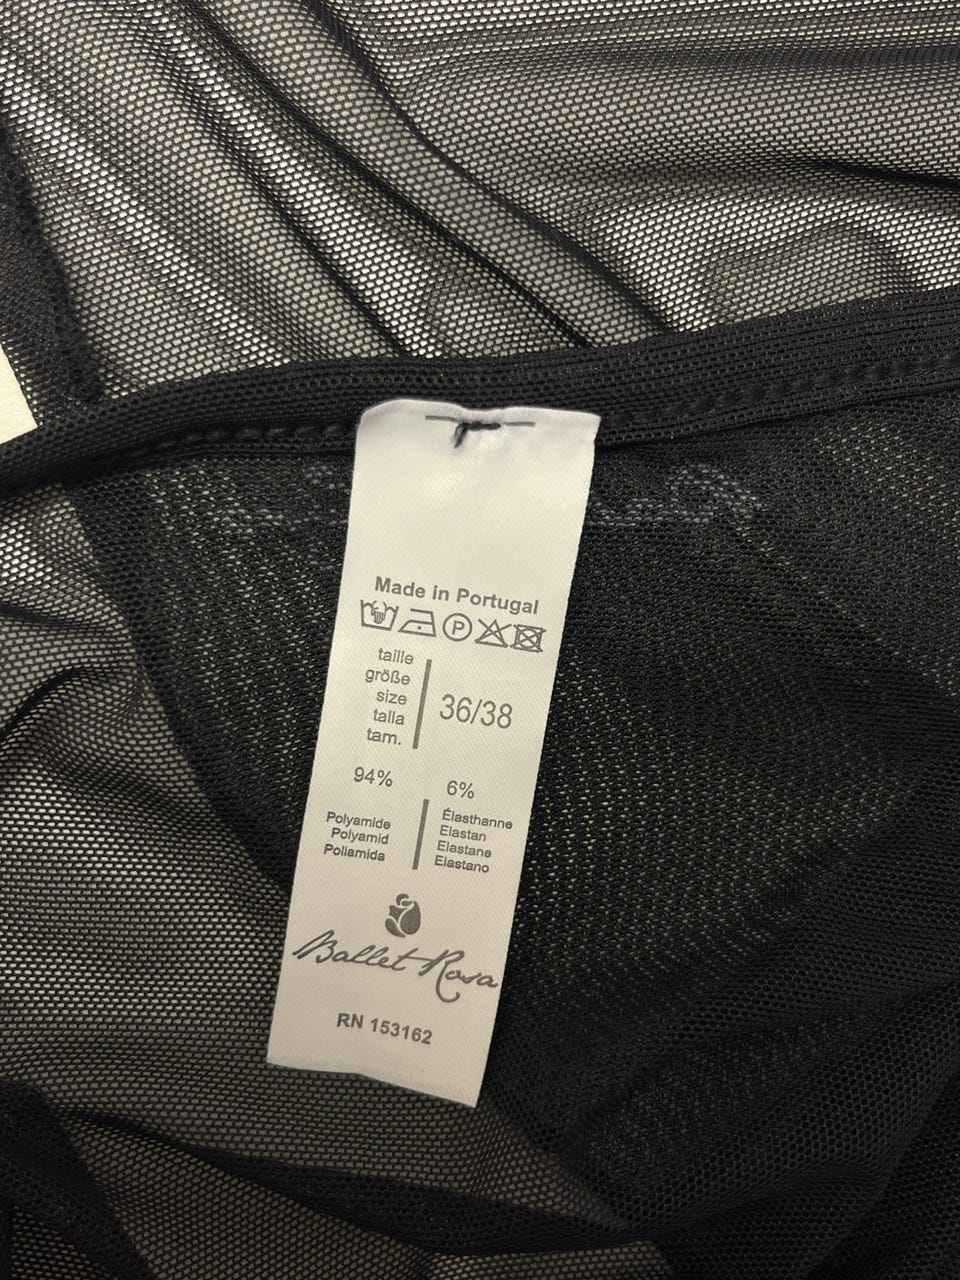 Made in Portugal
P
taille
größe
size
talla
tam.
36/38
94%
Polyamide
Polyamid
Poliamida
6%
Élasthanne
Elastan
Elastane
Elastano
Ballet Rosa
RN 153162